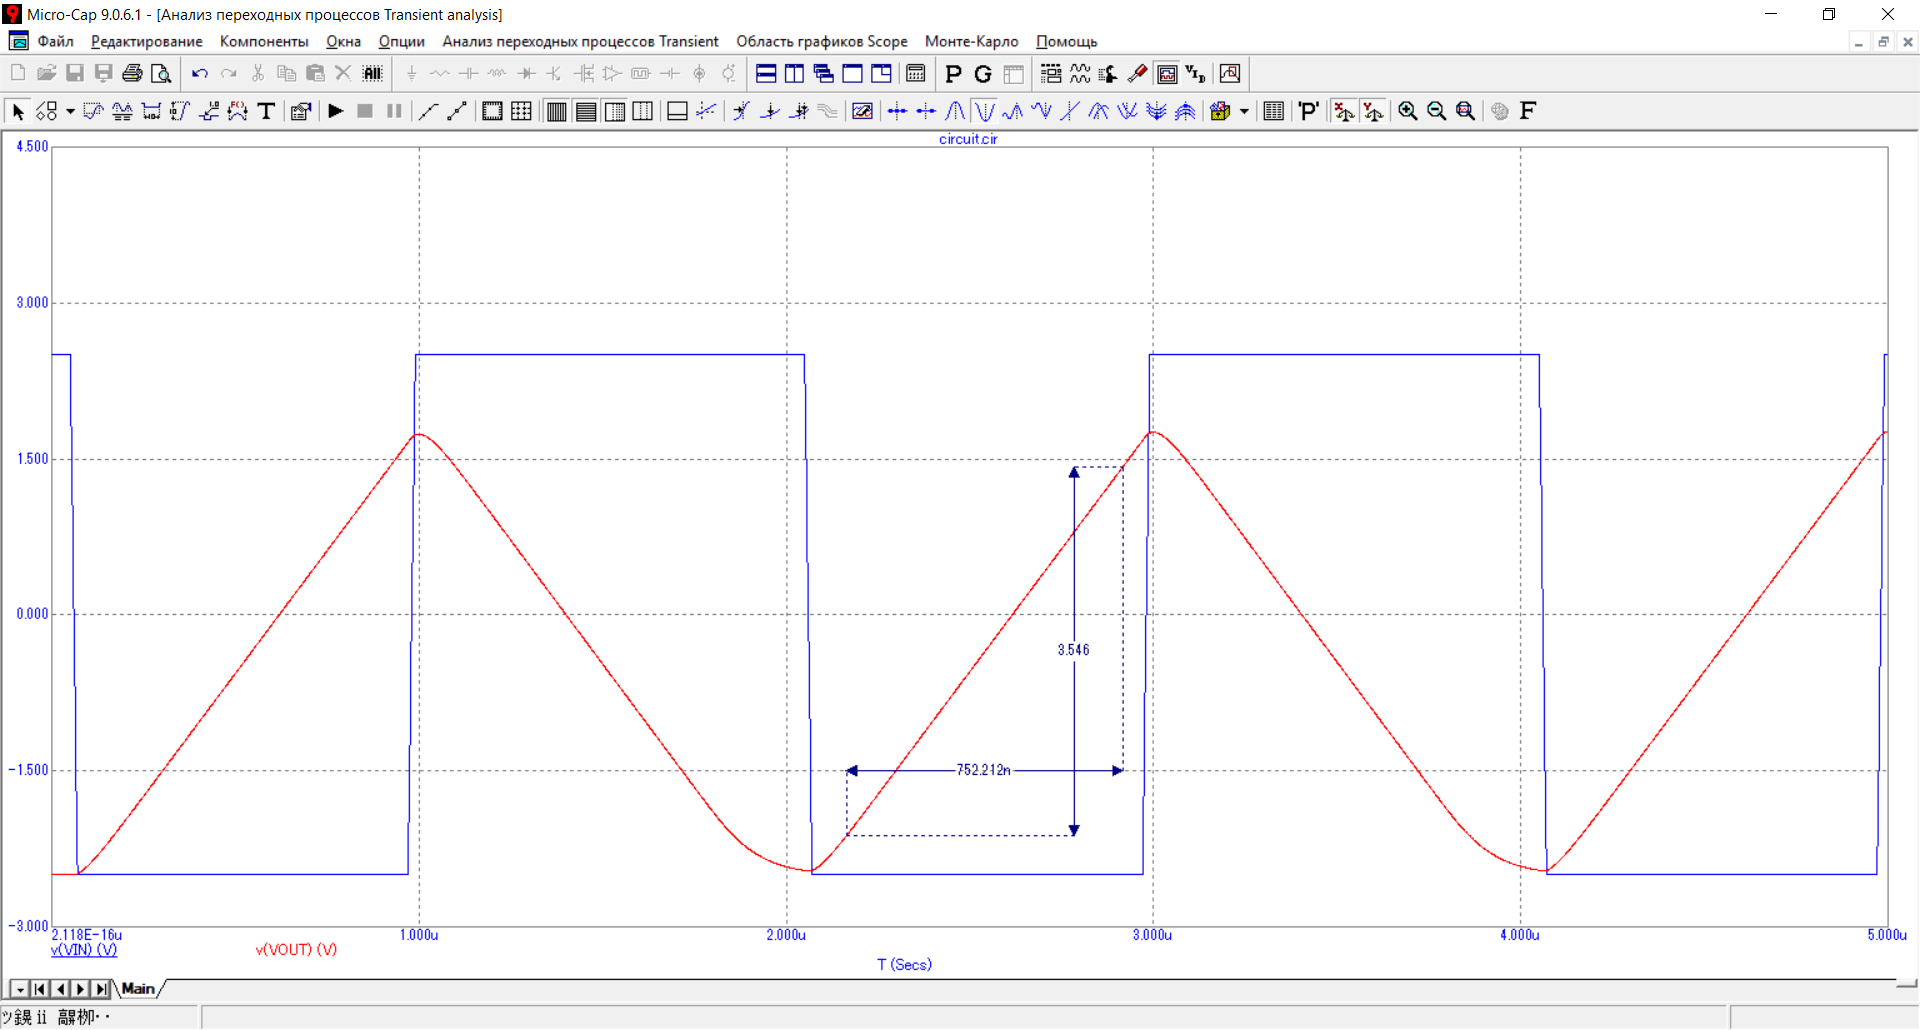 Micro-Cap 9.0.6.1 - [Анализ переходных процессов Transient analysis]
Файл Редактирование Компоненты Окна Опции Анализ переходных процессов Transient Область графиков Scope Монте-Карло Помощь
circuit.cir
4.500
3.000
1.500
0.000
-1.500
-3.000
3.546
752.212n
2.118E-16u 1.000u 2.000u 3.000u 4.000u 5.000u
v(VIN) (V) v(VOUT) (V)
T (Secs)
Main